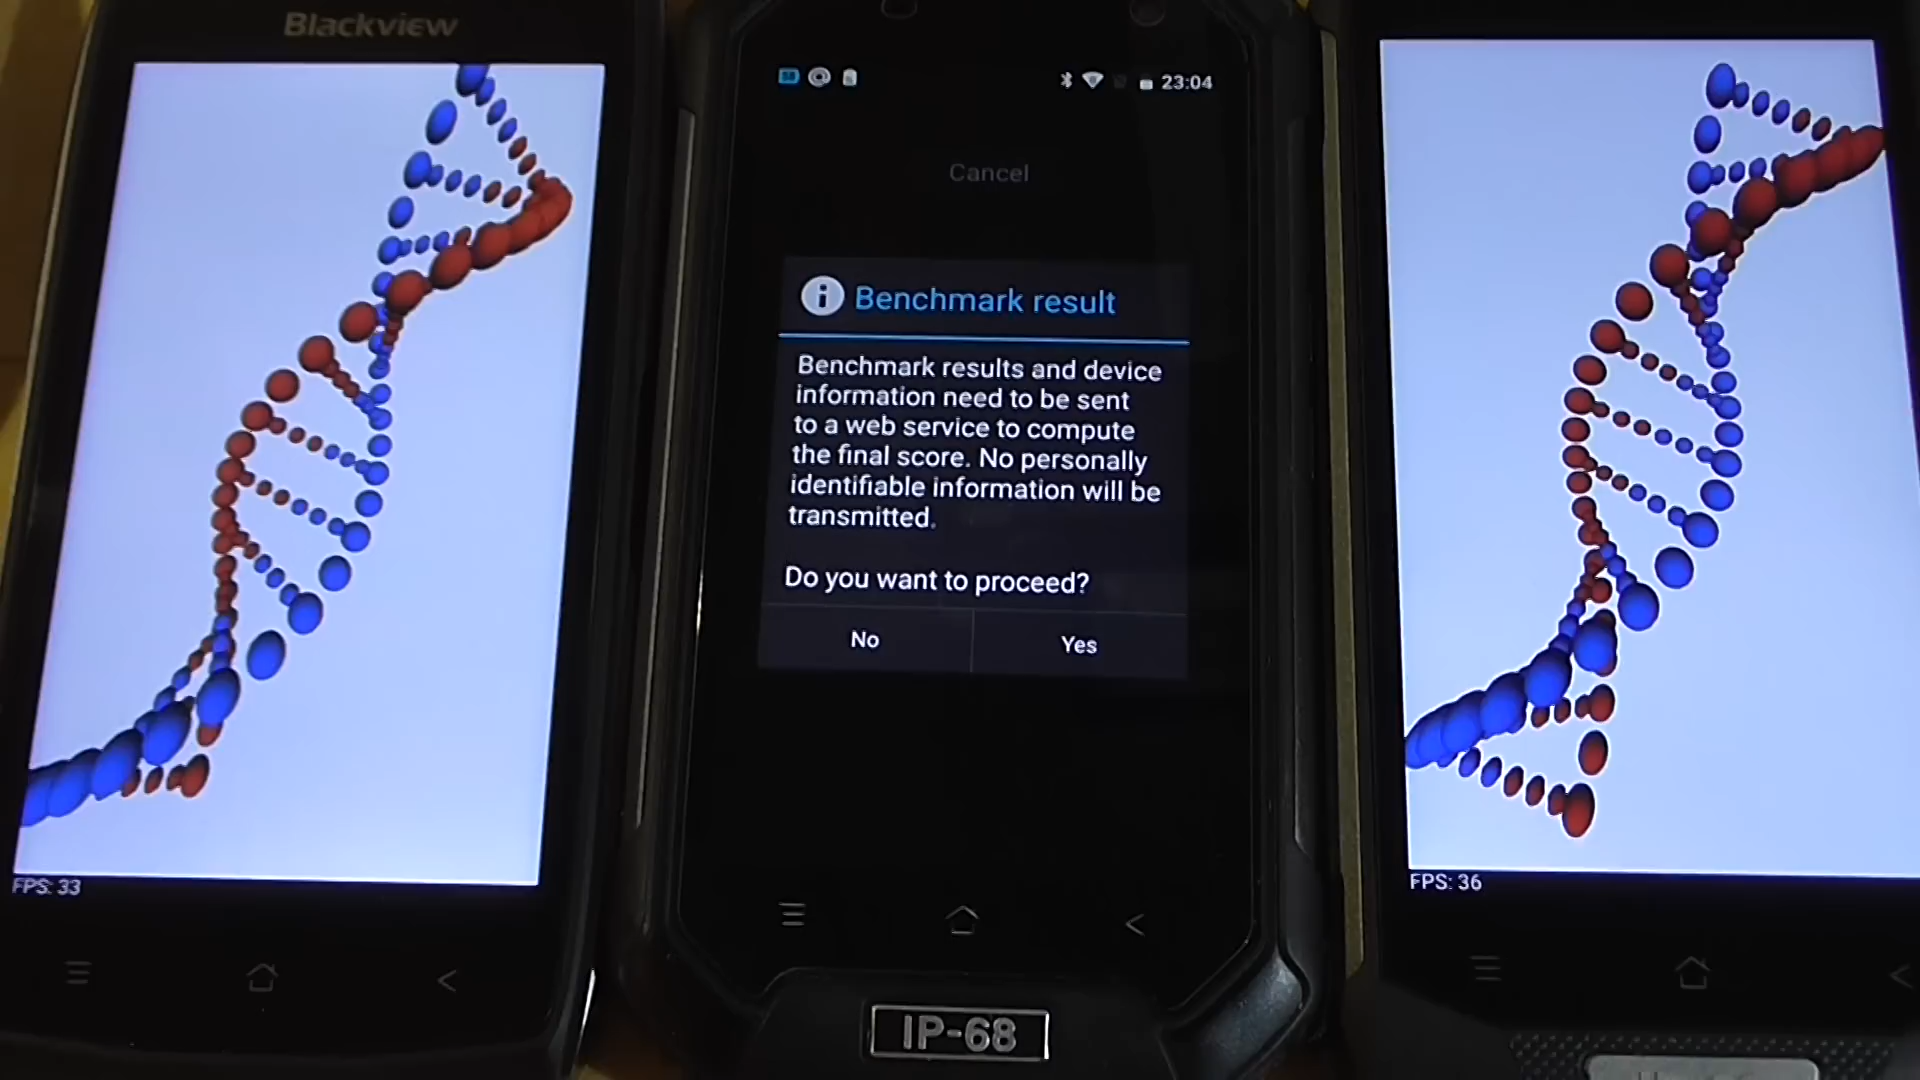 Blackview
FPS: 33
23:04
Cancel
Benchmark result
Benchmark results and device
information need to be sent
to a web service to compute
the final score. No personally
identifiable information will be
transmitted.
Do you want to proceed?
No
Yes
IP-68
FPS: 36